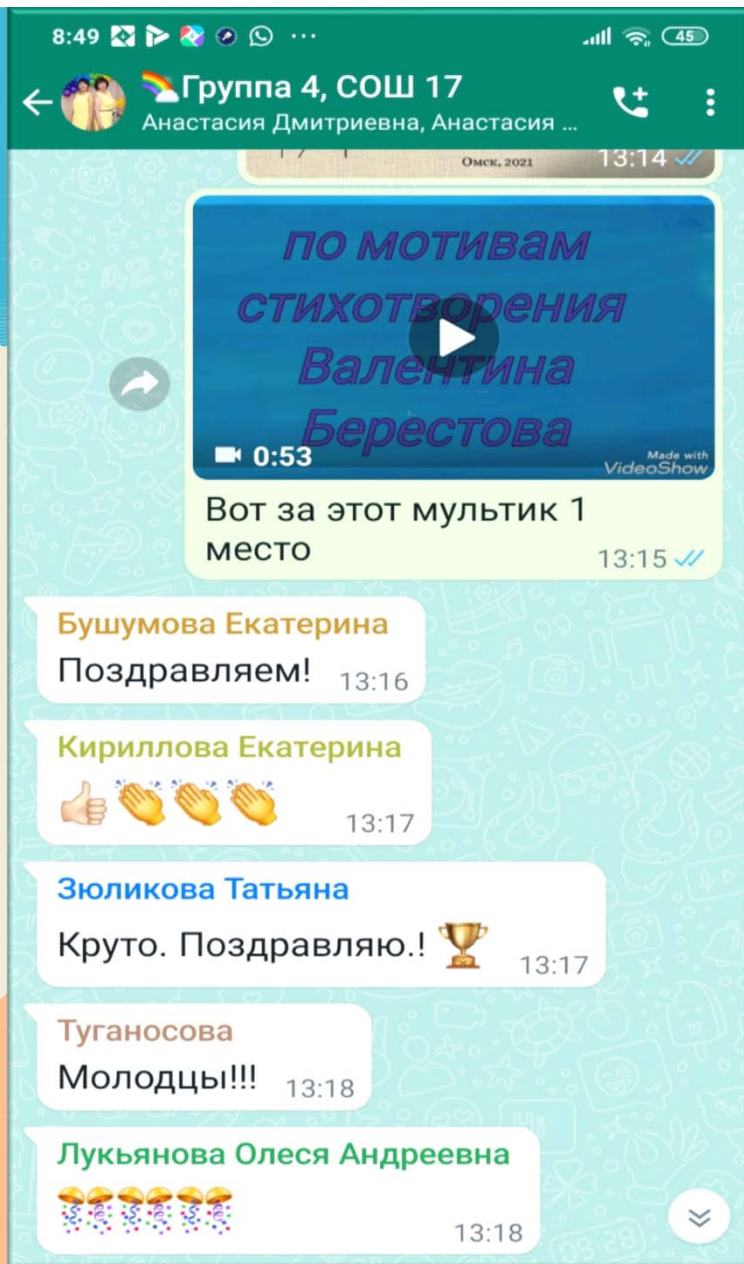 8:49 ... 45
Группа 4, СОШ 17
Анастасия Дмитриевна, Анастасия ...
Омск, 2021 13:14
по мотивам
стихотворения
Валентина
Берестова
0:53
Made with
VideoShow
Вот за этот мультик 1
место 13:15
Бушумова Екатерина
Поздравляем! 13:16
Кириллова Екатерина
👍🏻👏👏👏 13:17
Зюликова Татьяна
Круто. Поздравляю.! 🏆 13:17
Туганосова
Молодцы!!! 13:18
Лукьянова Олеся Андреевна
🎊🎊🎊 13:18